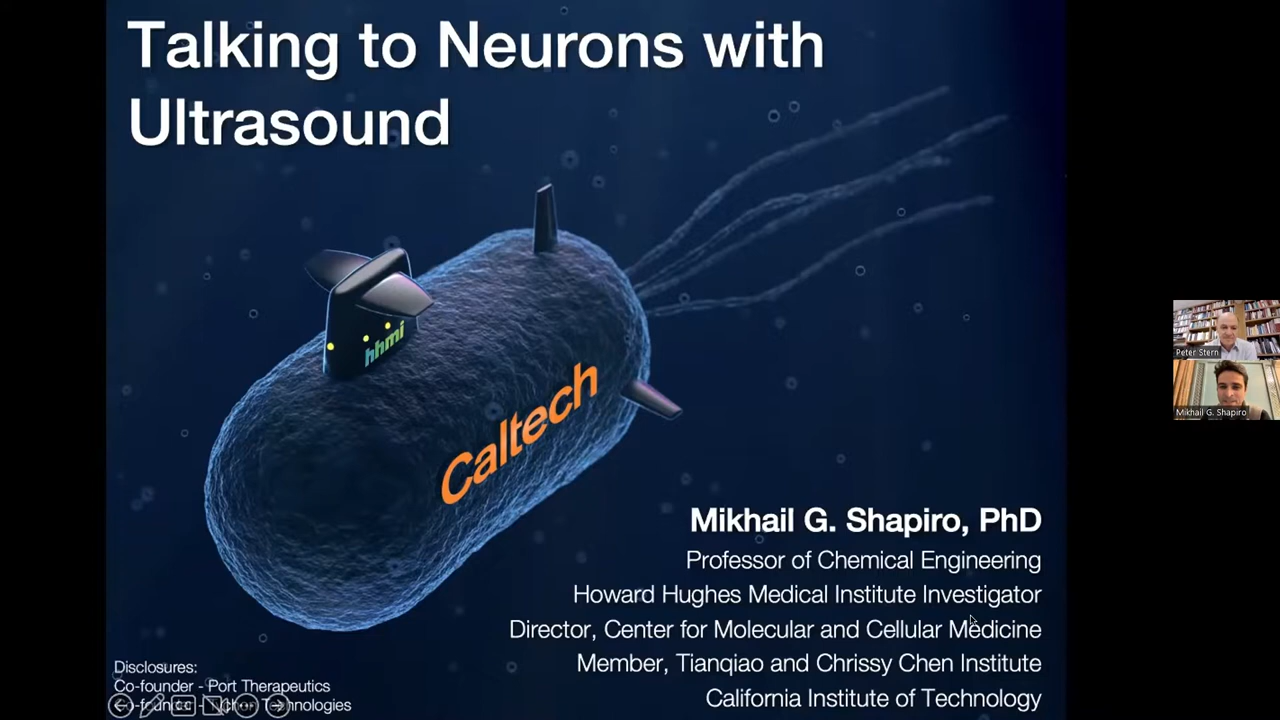 Talking to Neurons with
Ultrasound
hhmi
Caltech
Peter Stern
Mikhail G. Shapiro
Mikhail G. Shapiro, PhD
Professor of Chemical Engineering
Howard Hughes Medical Institute Investigator
Director, Center for Molecular and Cellular Medicine
Member, Tianqiao and Chrissy Chen Institute
California Institute of Technology
Disclosures:
Co-founder - Port Therapeutics
Co-founder -